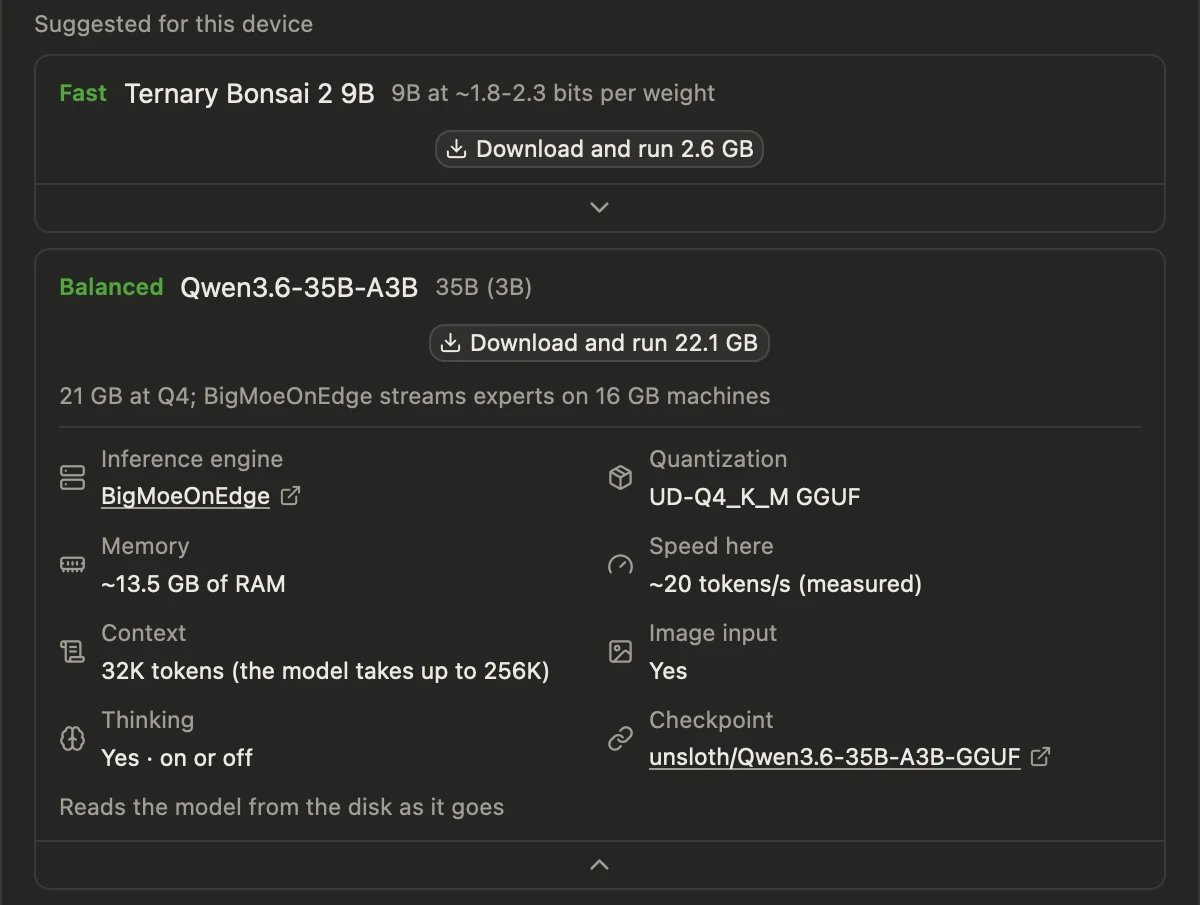 Suggested for this device
Fast Ternary Bonsai 2 9B 9B at ~1.8-2.3 bits per weight
Download and run 2.6 GB
Balanced Qwen3.6-35B-A3B 35B (3B)
Download and run 22.1 GB
21 GB at Q4; BigMoeOnEdge streams experts on 16 GB machines
Inference engine
BigMoeOnEdge
Quantization
UD-Q4_K_M GGUF
Memory
~13.5 GB of RAM
Speed here
~20 tokens/s (measured)
Context
32K tokens (the model takes up to 256K)
Image input
Yes
Thinking
Yes · on or off
Checkpoint
unsloth/Qwen3.6-35B-A3B-GGUF
Reads the model from the disk as it goes